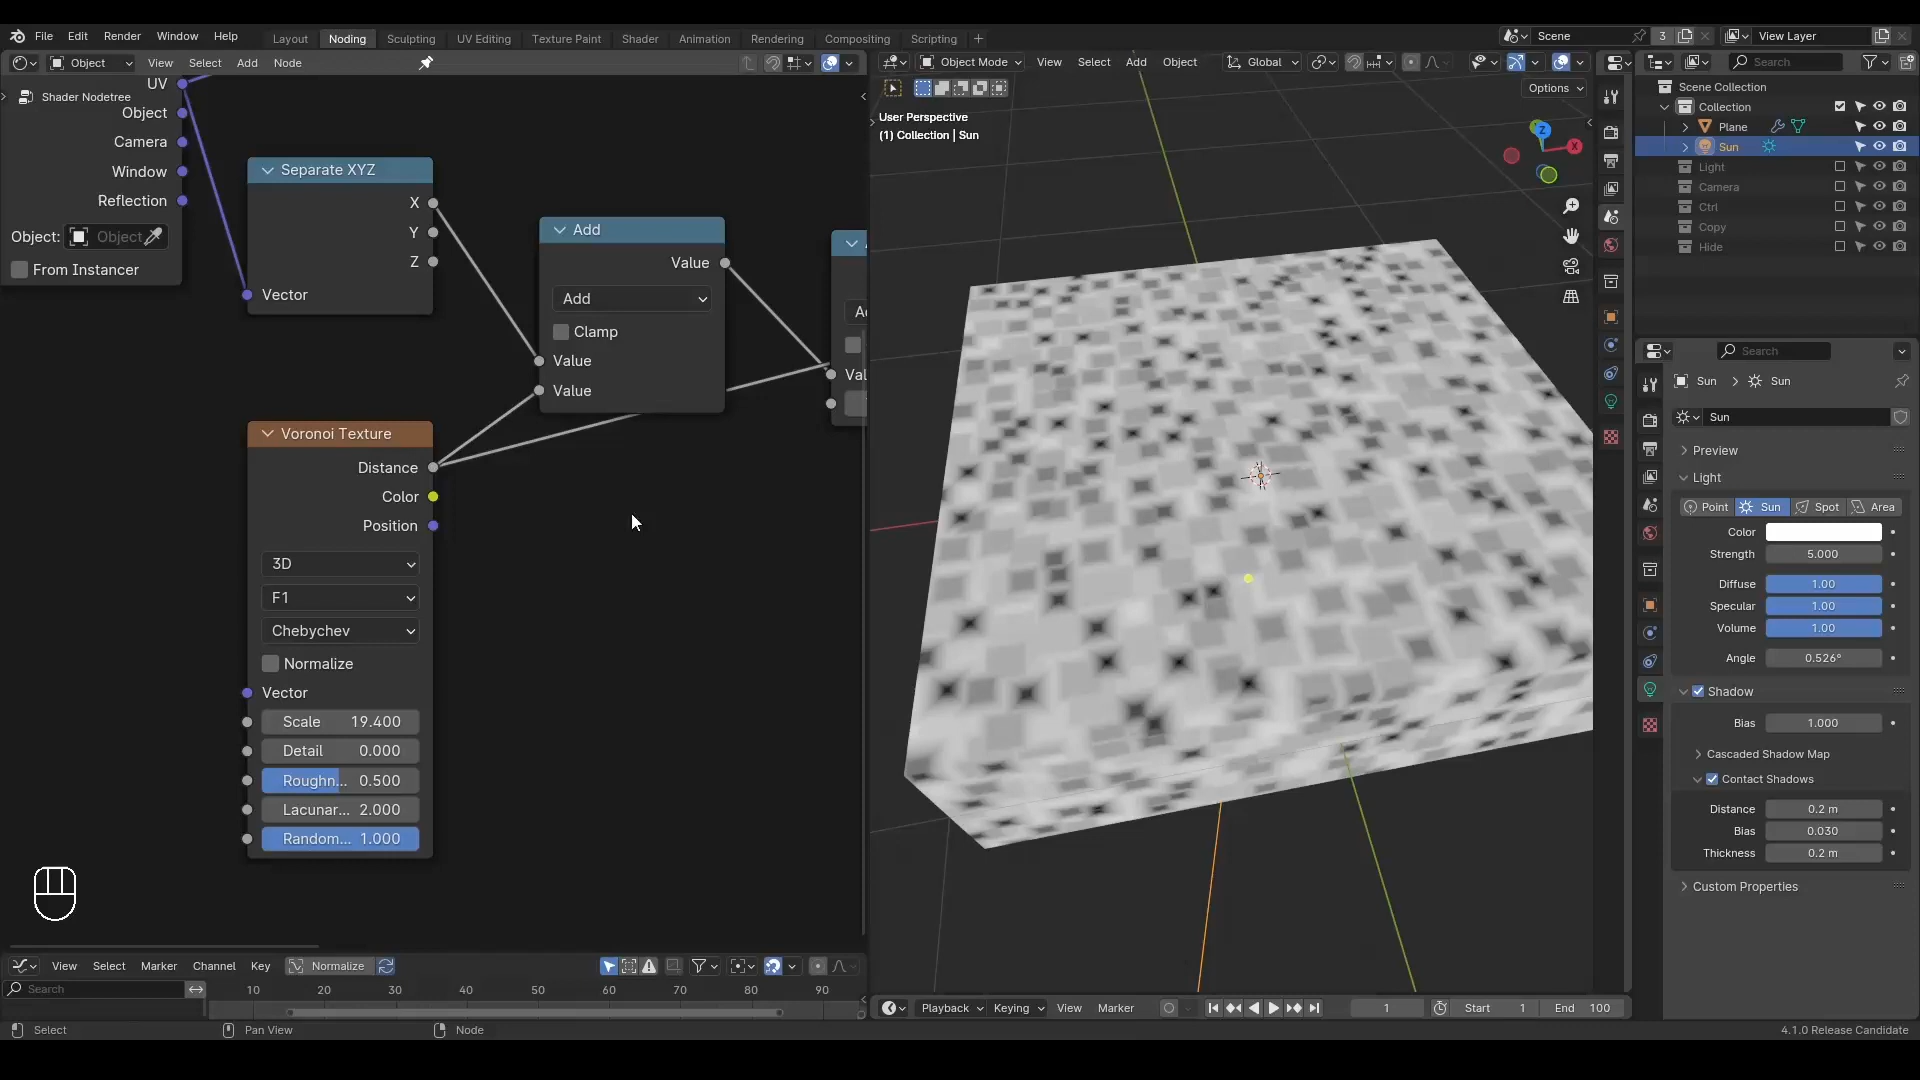 File Edit Render Window Help Layout Noding Sculpting UV Editing Texture Paint Shader Animation Rendering Compositing Scripting + Scene 3 View Layer
Object View Select Add Node
Object Mode View Select Add Object Global
Search
Options
UV
Shader Nodetree
Object
Camera
Window
Reflection
Object: Object
From Instancer
Separate XYZ
X
Y
Z
Vector
Add
Value
Add
Clamp
Value
Value
Voronoi Texture
Distance
Color
Position
3D
F1
Chebychev
Normalize
Vector
Scale 19.400
Detail 0.000
Roughn... 0.500
Lacunar... 2.000
Random... 1.000
User Perspective
(1) Collection | Sun
Z
X
Scene Collection
Collection
Plane
Sun
Light
Camera
Ctrl
Copy
Hide
Search
Sun > Sun
Sun
Preview
Light
Point Sun Spot Area
Color
Strength 5.000
Diffuse 1.00
Specular 1.00
Volume 1.00
Angle 0.526°
Shadow
Bias 1.000
Cascaded Shadow Map
Contact Shadows
Distance 0.2 m
Bias 0.030
Thickness 0.2 m
Custom Properties
View Select Marker Channel Key Normalize
Search
10 20 30 40 50 60 70 80 90
Playback Keying View Marker 1 Start 1 End 100
Select Pan View Node 4.1.0 Release Candidate